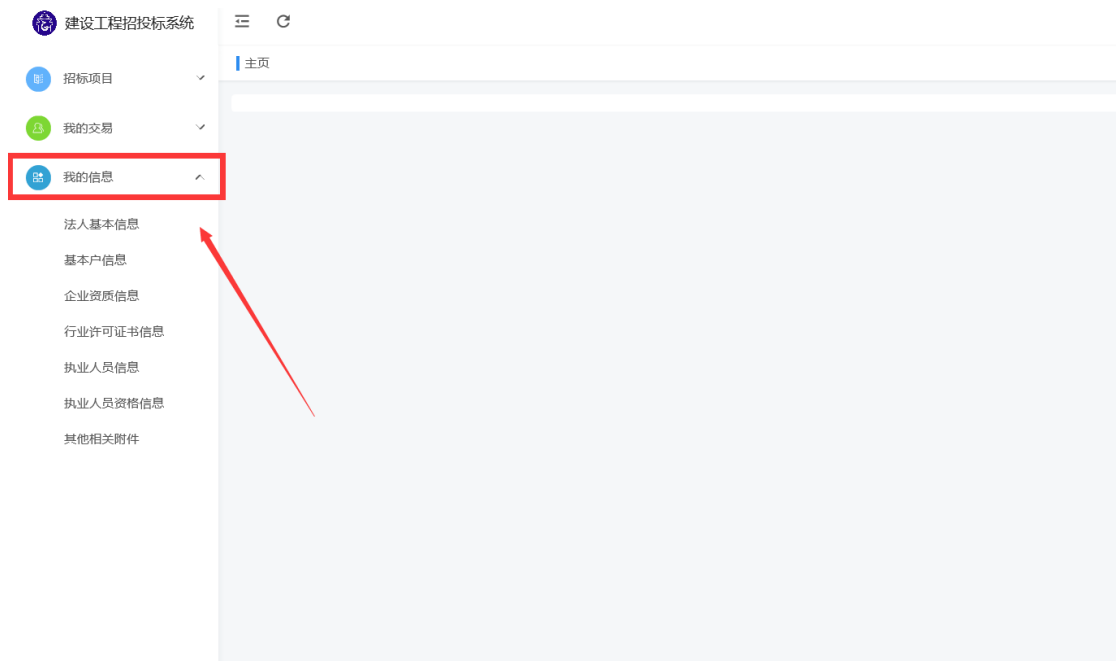 建设工程招投标系统
主页
招标项目
我的交易
我的信息
法人基本信息
基本户信息
企业资质信息
行业许可证书信息
执业人员信息
执业人员资格信息
其他相关附件